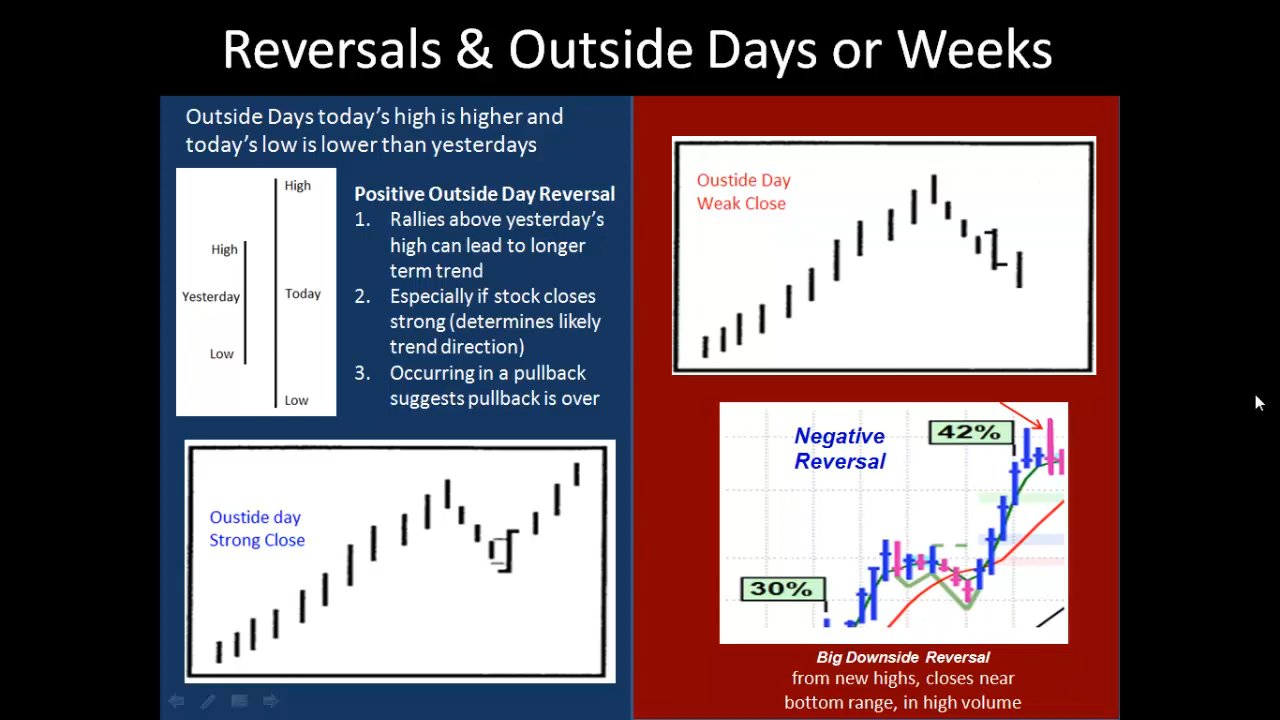 Reversals & Outside Days or Weeks
Outside Days today's high is higher and
today's low is lower than yesterdays
High
High
Yesterday
Today
Low
Low
Positive Outside Day Reversal
1. Rallies above yesterday's
high can lead to longer
term trend
2. Especially if stock closes
strong (determines likely
trend direction)
3. Occurring in a pullback
suggests pullback is over
Oustide day
Strong Close
Oustide Day
Weak Close
Negative
Reversal
42%
30%
Big Downside Reversal
from new highs, closes near
bottom range, in high volume